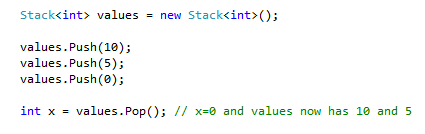 Stack<int> values = new Stack<int>();
values.Push(10);
values.Push(5);
values.Push(0);
int x = values.Pop(); // x=0 and values now has 10 and 5